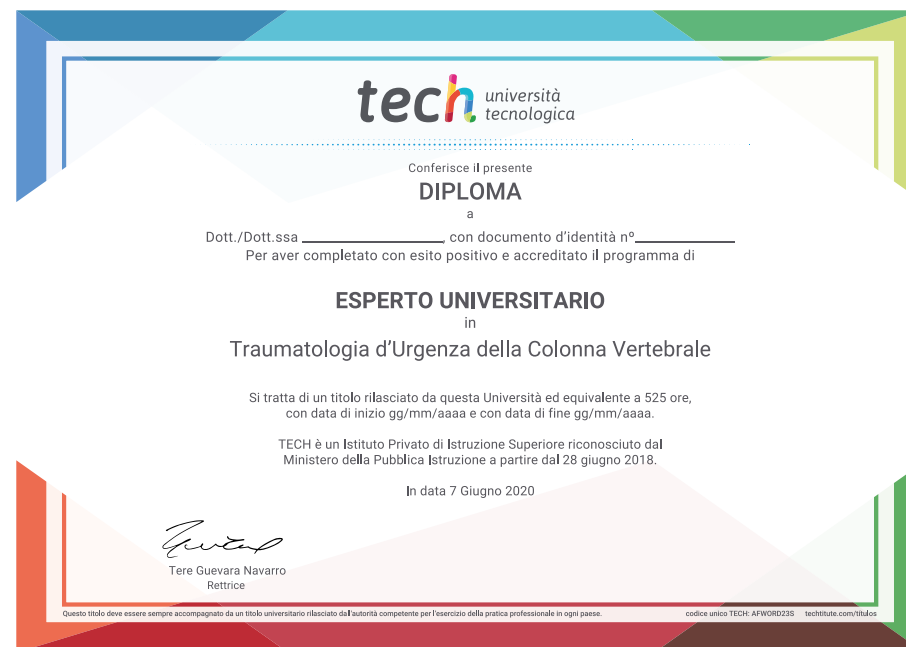 tech università
tecnologica
Conferisce il presente
DIPLOMA
a
Dott./Dott.ssa ____________________, con documento d'identità nº______________
Per aver completato con esito positivo e accreditato il programma di
ESPERTO UNIVERSITARIO
in
Traumatologia d'Urgenza della Colonna Vertebrale
Si tratta di un titolo rilasciato da questa Università ed equivalente a 525 ore,
con data di inizio gg/mm/aaaa e con data di fine gg/mm/aaaa.
TECH è un Istituto Privato di Istruzione Superiore riconosciuto dal
Ministero della Pubblica Istruzione a partire dal 28 giugno 2018.
In data 7 Giugno 2020
Tere Guevara Navarro
Rettrice
Questo titolo deve essere sempre accompagnato da un titolo universitario rilasciato dall'autorità competente per l'esercizio della pratica professionale in ogni paese. codice unico TECH: AFWORD23S techtitute.com/titulos